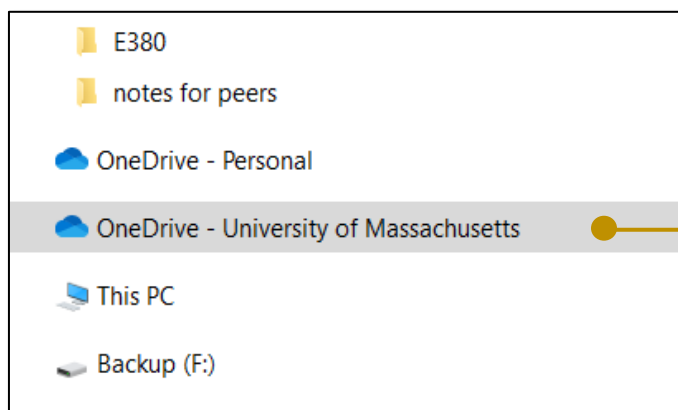 E380
notes for peers
OneDrive - Personal
OneDrive - University of Massachusetts
This PC
Backup (F:)